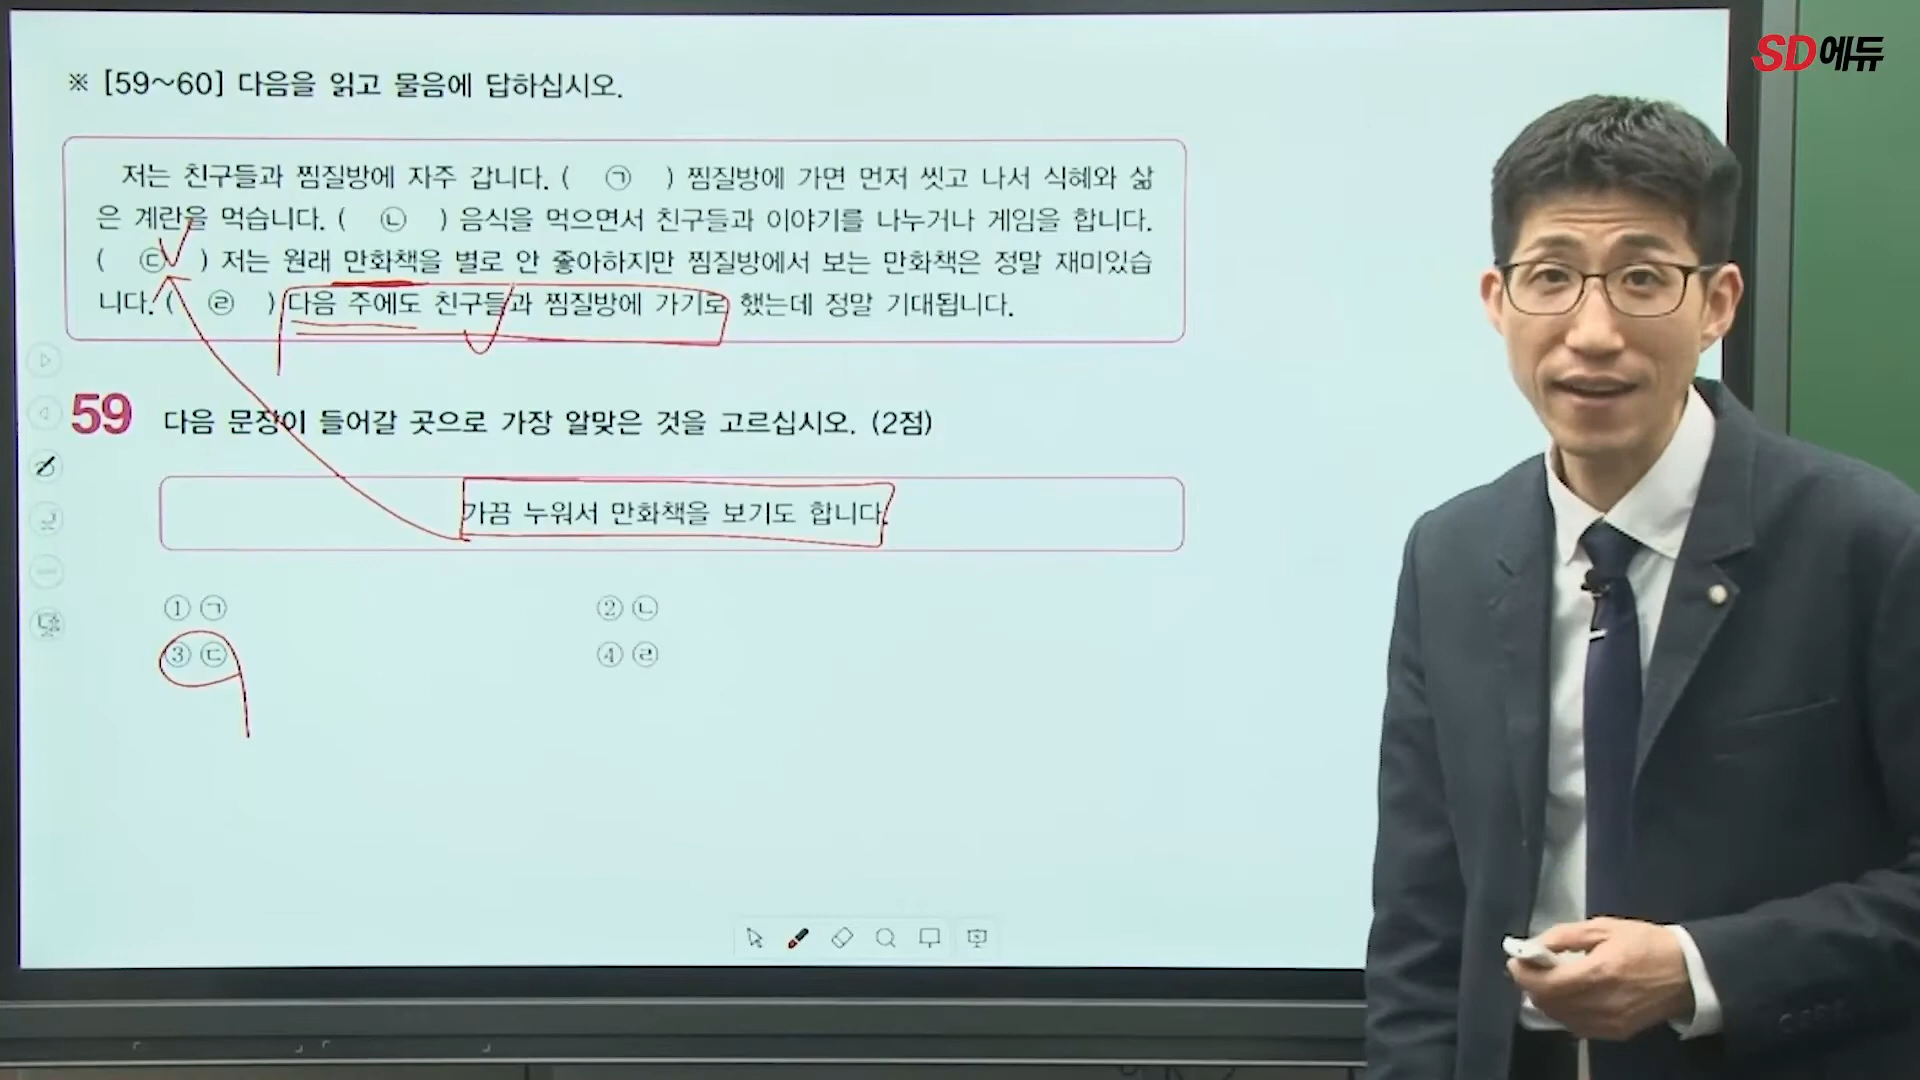 SD에듀
※ [59~60] 다음을 읽고 물음에 답하십시오.
저는 친구들과 찜질방에 자주 갑니다. ( ㉠ ) 찜질방에 가면 먼저 씻고 나서 식혜와 삶
은 계란을 먹습니다. ( ㉡ ) 음식을 먹으면서 친구들과 이야기를 나누거나 게임을 합니다.
( ㉢ ) 저는 원래 만화책을 별로 안 좋아하지만 찜질방에서 보는 만화책은 정말 재미있습
니다. ( ㉣ ) 다음 주에도 친구들과 찜질방에 가기로 했는데 정말 기대됩니다.
59 다음 문장이 들어갈 곳으로 가장 알맞은 것을 고르십시오. (2점)
가끔 누워서 만화책을 보기도 합니다.
① ㉠ ② ㉡
③ ㉢ ④ ㉣